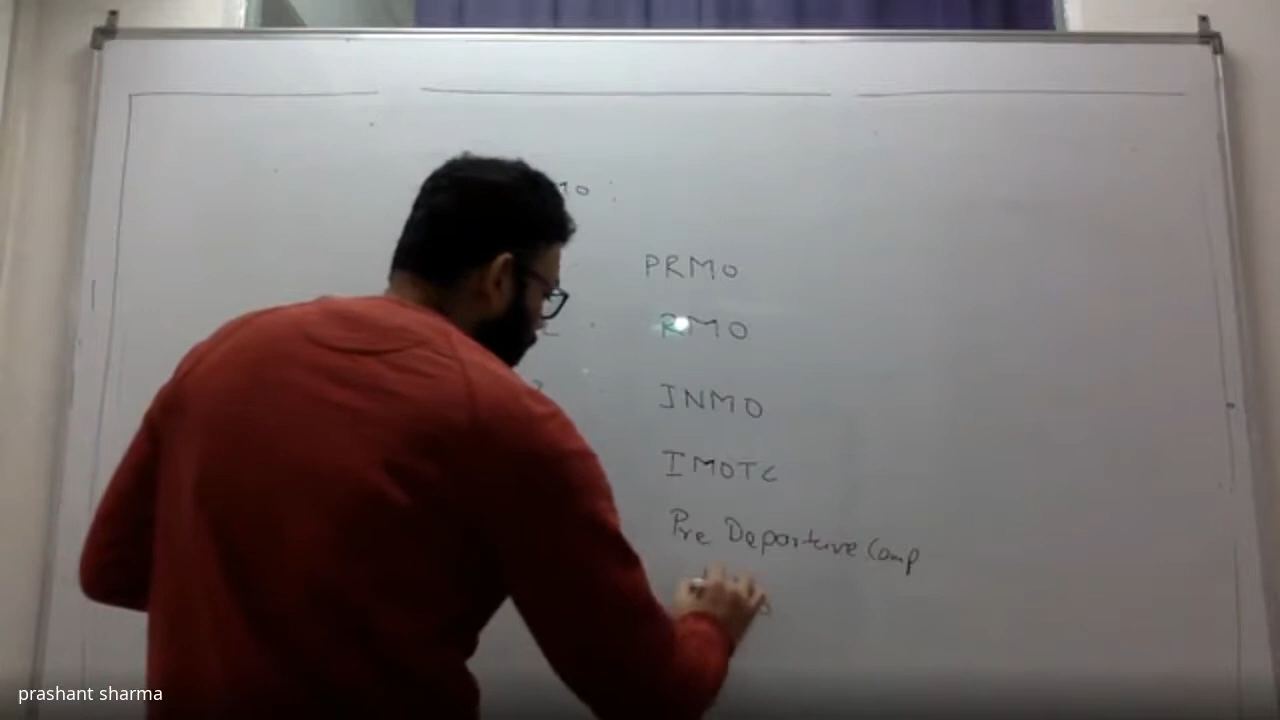 PRMO
RMO
INMO
IMOTC
Pre Departure Camp
prashant sharma